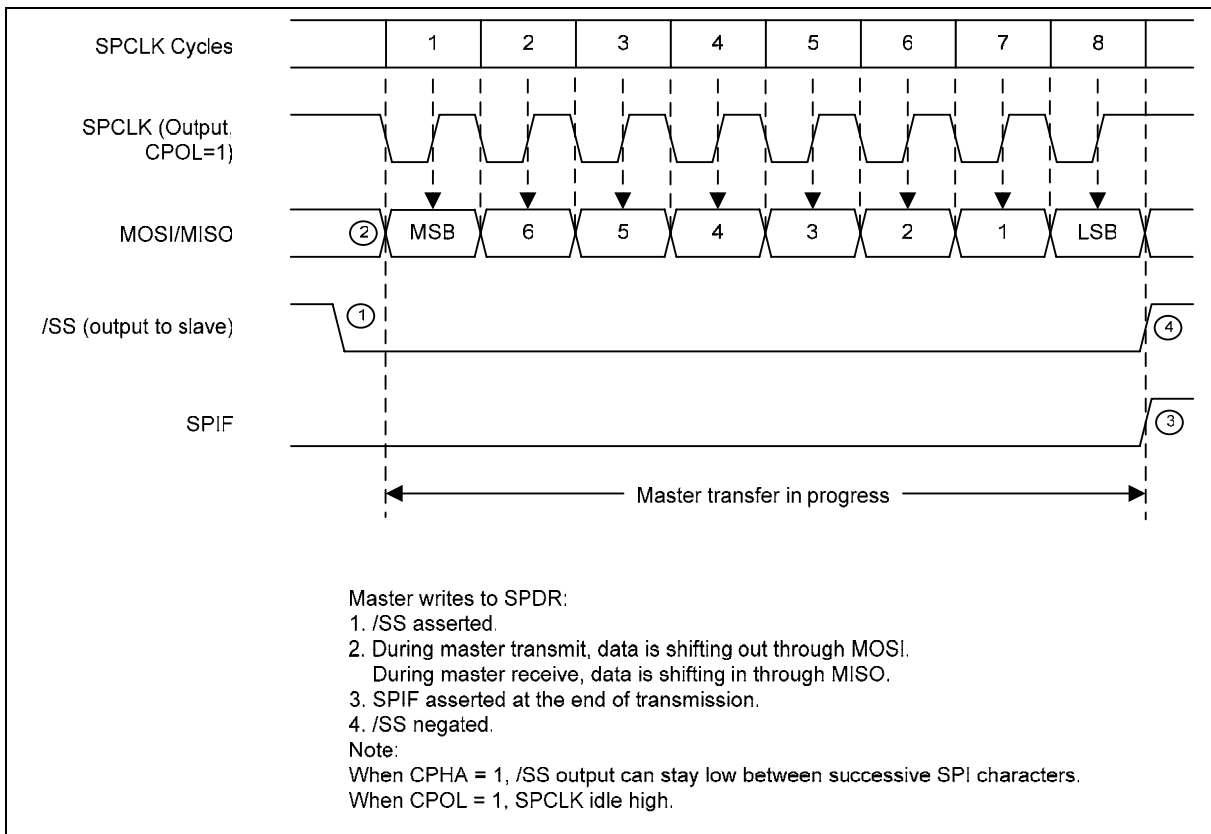 SPCLK Cycles
1 2 3 4 5 6 7 8
SPCLK (Output,
CPOL=1)
MOSI/MISO
2 MSB 6 5 4 3 2 1 LSB
/SS (output to slave)
1
4
SPIF
3
Master transfer in progress
Master writes to SPDR:
1. /SS asserted.
2. During master transmit, data is shifting out through MOSI.
During master receive, data is shifting in through MISO.
3. SPIF asserted at the end of transmission.
4. /SS negated.
Note:
When CPHA = 1, /SS output can stay low between successive SPI characters.
When CPOL = 1, SPCLK idle high.